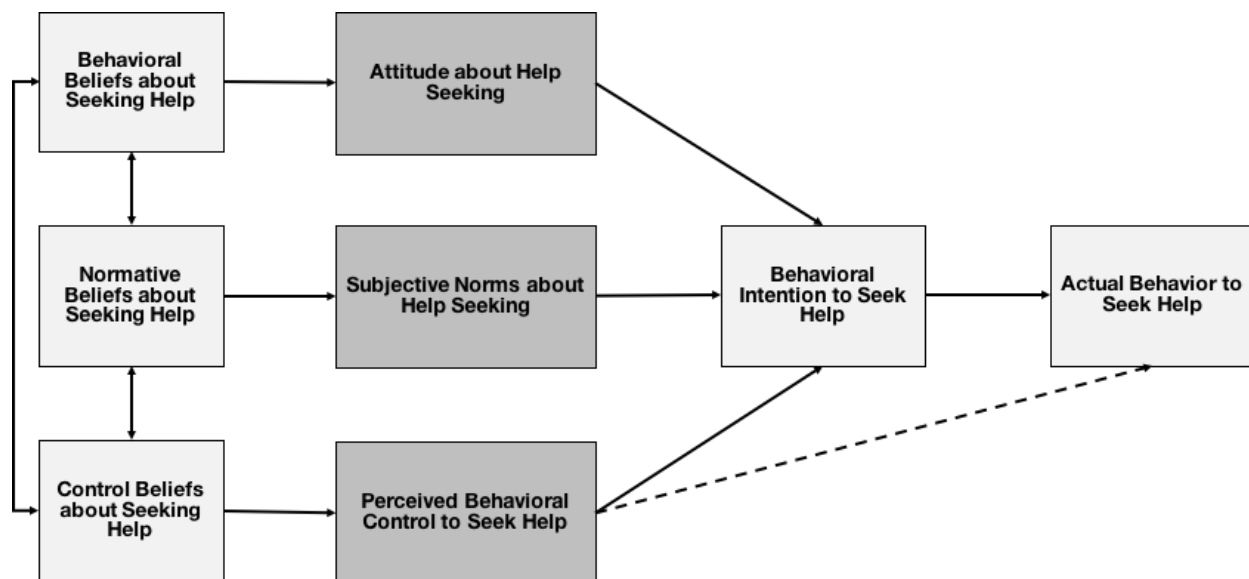 Behavioral
Beliefs about
Seeking Help
Attitude about Help
Seeking
Normative
Beliefs about
Seeking Help
Subjective Norms about
Help Seeking
Behavioral
Intention to Seek
Help
Actual Behavior to
Seek Help
Control Beliefs
about Seeking
Help
Perceived Behavioral
Control to Seek Help